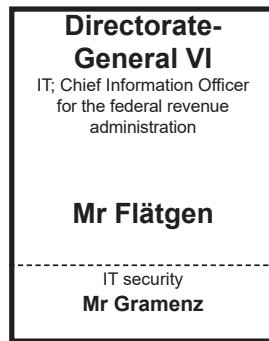 Directorate-
General VI
IT; Chief Information Officer
for the federal revenue
administration
Mr Flätgen
IT security
Mr Gramenz